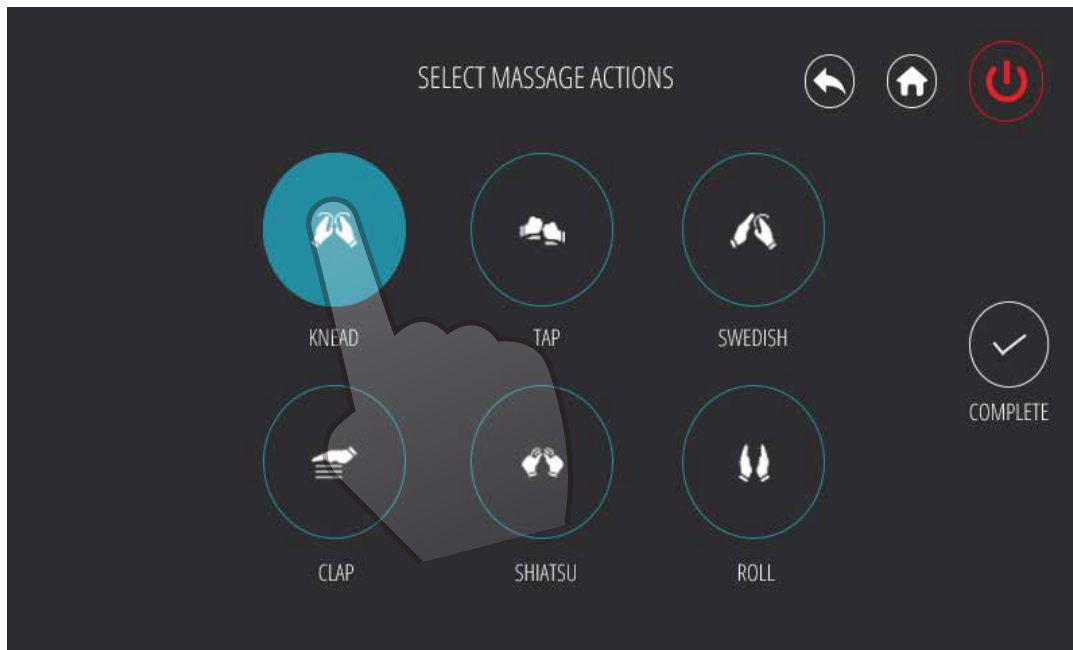 SELECT MASSAGE ACTIONS
KNEAD
TAP
SWEDISH
COMPLETE
CLAP
SHIATSU
ROLL